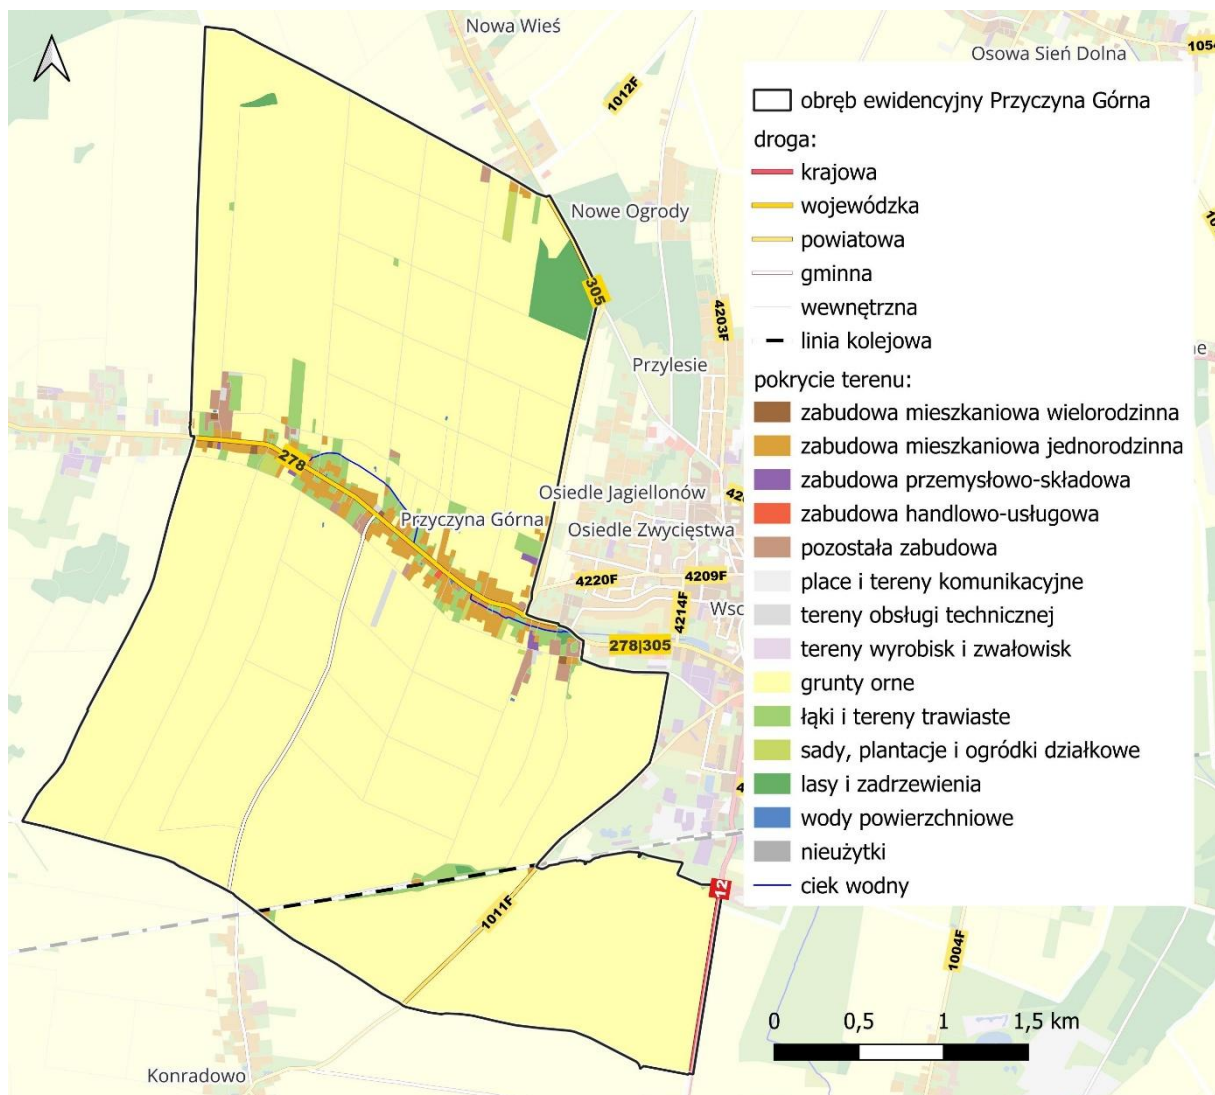 Nowa Wieś
Osowa Sień Dolna
1012F
obręb ewidencyjny Przyczyna Górna
droga:
krajowa
wojewódzka
powiatowa
gminna
wewnętrzna
linia kolejowa
pokrycie terenu:
zabudowa mieszkaniowa wielorodzinna
zabudowa mieszkaniowa jednorodzinna
zabudowa przemysłowo-składowa
zabudowa handlowo-usługowa
pozostała zabudowa
place i tereny komunikacyjne
tereny obsługi technicznej
tereny wyrobisk i zwałowisk
grunty orne
łąki i tereny trawiaste
sady, plantacje i ogródki działkowe
lasy i zadrzewienia
wody powierzchniowe
nieużytki
ciek wodny
Nowe Ogrody
305
4203F
Przylesie
278
Osiedle Jagiellonów
Przyczyna Górna
Osiedle Zwycięstwa
4220F
4209F
4214F
Wsc
278|305
12
1011F
1004F
0 0,5 1 1,5 km
Konradowo